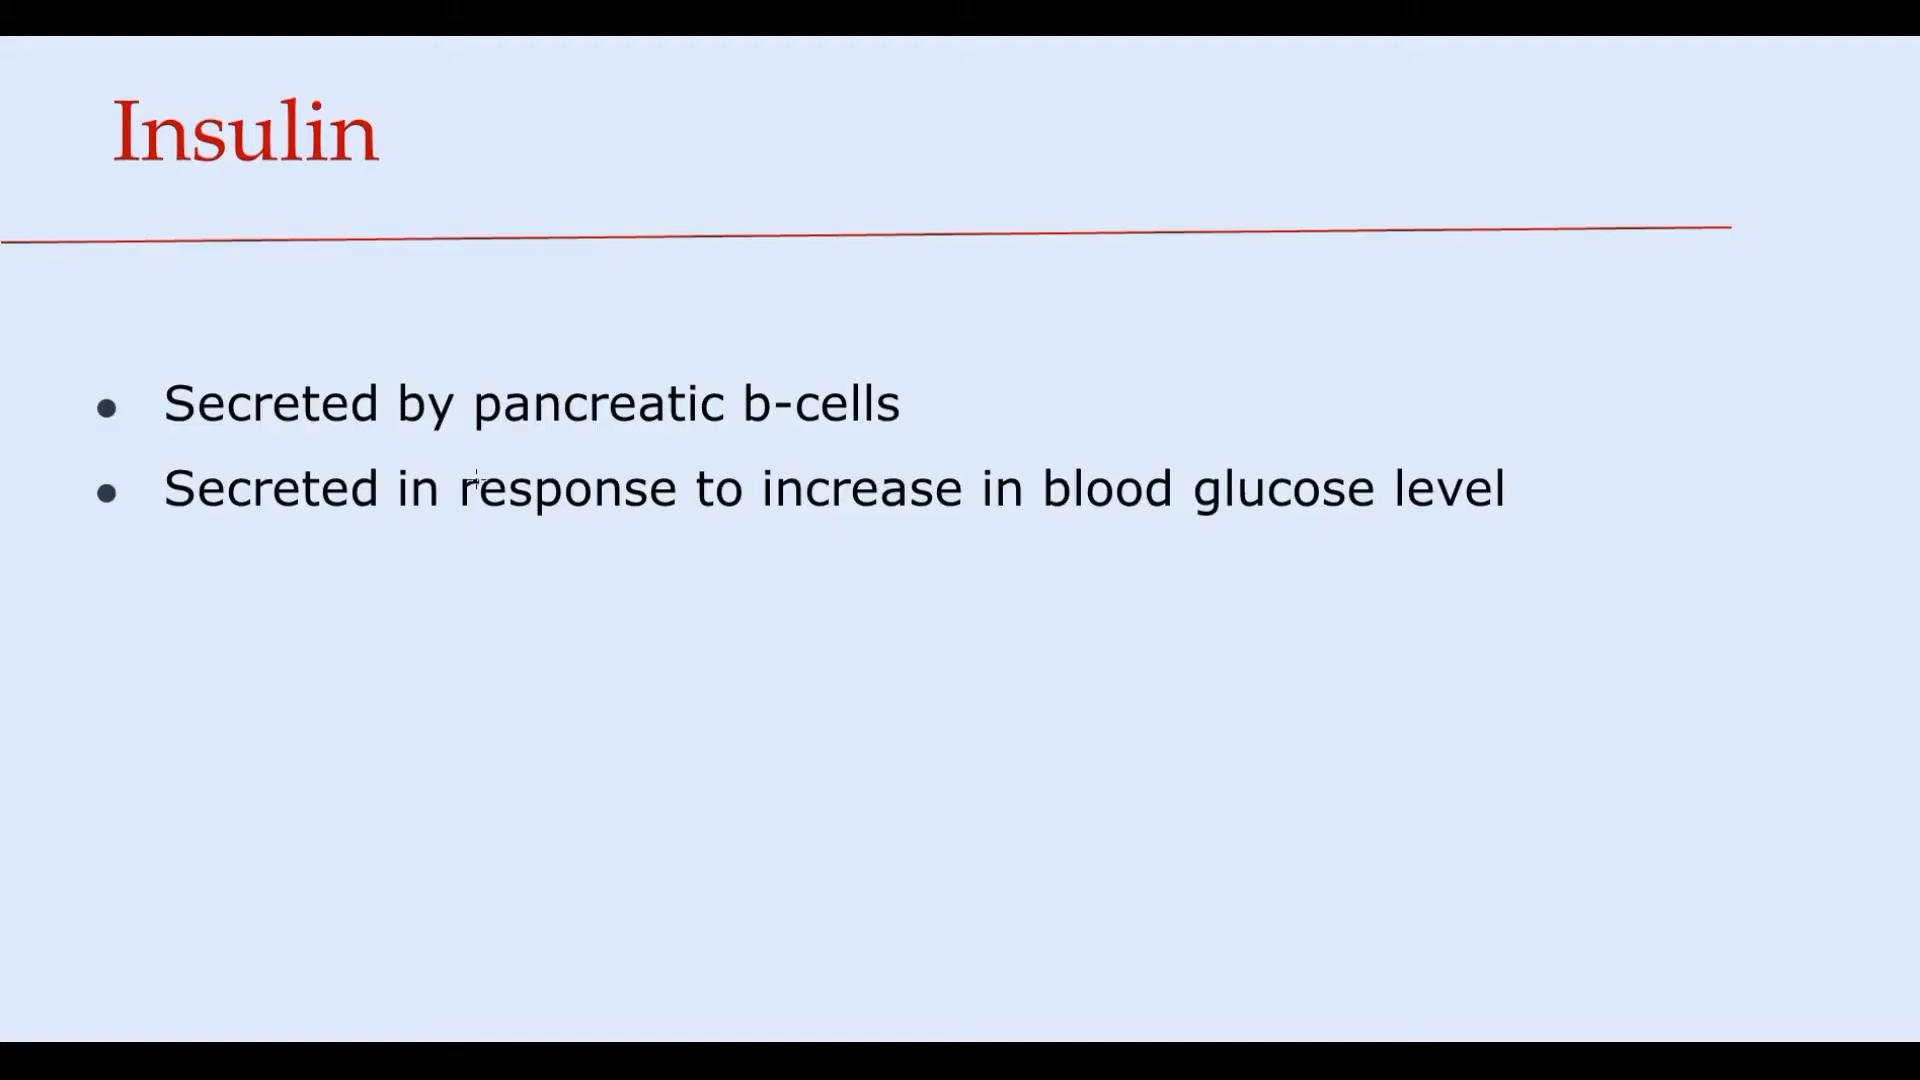 Insulin
• Secreted by pancreatic b-cells
• Secreted in response to increase in blood glucose level